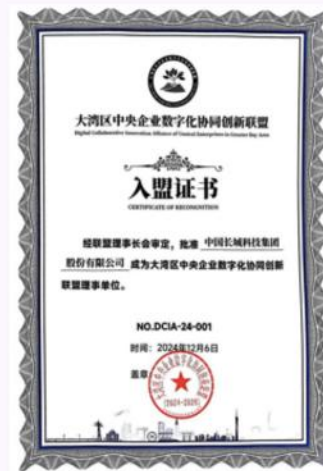 大湾区中央企业数字化协同创新联盟
Digital Collaborative Innovation Alliance of Central Enterprises in Greater Bay Area
入盟证书
CERTIFICATE OF RECOGNITION
经联盟理事长会审定，批准 中国长城科技集团
股份有限公司 成为大湾区中央企业数字化协同创新
联盟理事单位。
NO.DCIA-24-001
时间：2024年12月6日
盖章
(2024-2026)